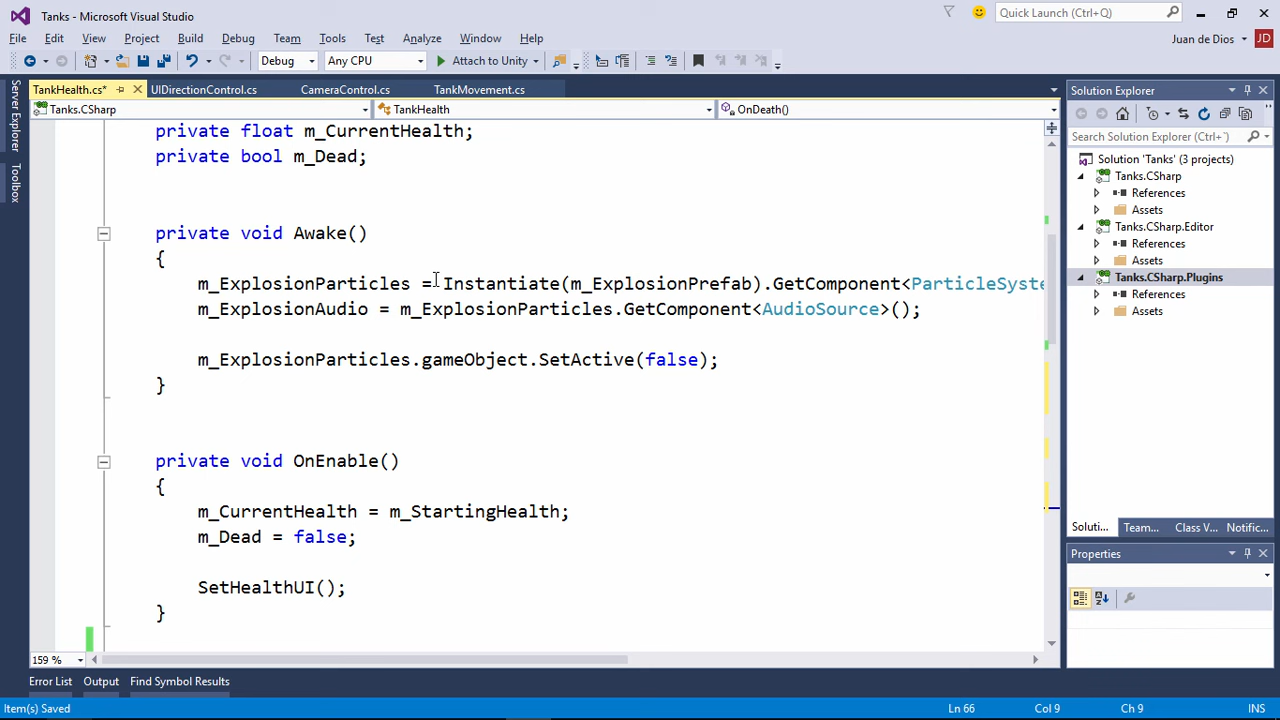 Tanks - Microsoft Visual Studio
Quick Launch (Ctrl+Q)
File Edit View Project Build Debug Team Tools Test Analyze Window Help
Juan de Dios JD
Debug Any CPU Attach to Unity
TankHealth.cs* UIDirectionControl.cs CameraControl.cs TankMovement.cs
Tanks.CSharp TankHealth OnDeath()
Server Explorer
Toolbox
private float m_CurrentHealth;
private bool m_Dead;
private void Awake()
{
m_ExplosionParticles = Instantiate(m_ExplosionPrefab).GetComponent<ParticleSyste
m_ExplosionAudio = m_ExplosionParticles.GetComponent<AudioSource>();
m_ExplosionParticles.gameObject.SetActive(false);
}
private void OnEnable()
{
m_CurrentHealth = m_StartingHealth;
m_Dead = false;
SetHealthUI();
}
159 %
Solution Explorer
Search Solution Explorer (Ctrl+`)
Solution 'Tanks' (3 projects)
Tanks.CSharp
References
Assets
Tanks.CSharp.Editor
References
Assets
Tanks.CSharp.Plugins
References
Assets
Soluti... Team... Class V... Notific...
Properties
Error List Output Find Symbol Results
Item(s) Saved Ln 66 Col 9 Ch 9 INS